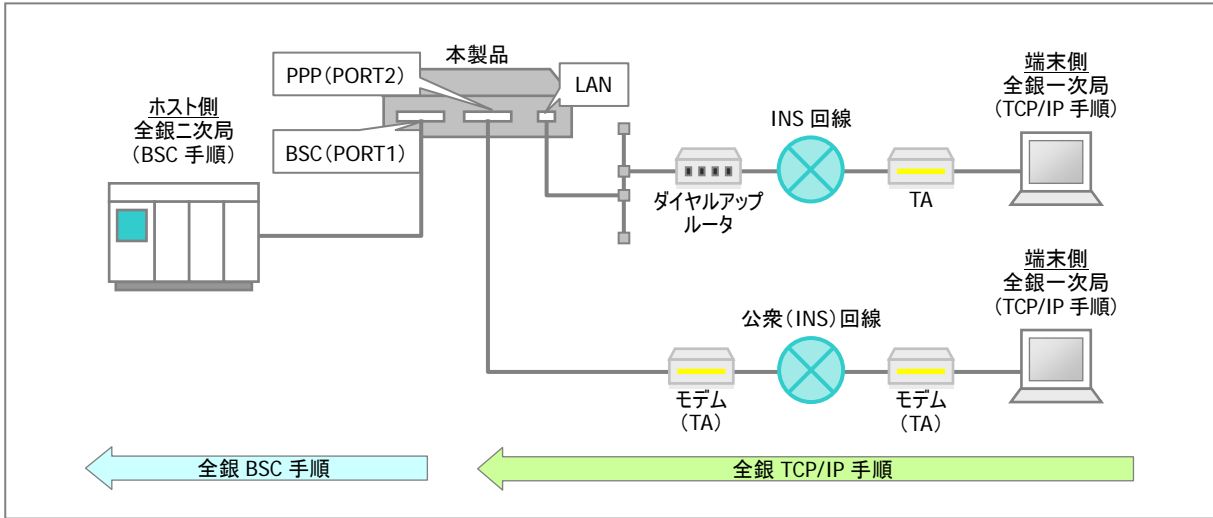 本製品
PPP（PORT2）
LAN
BSC（PORT1）
ホスト側
全銀二次局
（BSC 手順）
INS 回線
ダイヤルアップ
ルータ
TA
端末側
全銀一次局
（TCP/IP 手順）
公衆（INS）回線
モデム
（TA）
モデム
（TA）
端末側
全銀一次局
（TCP/IP 手順）
全銀 BSC 手順
全銀 TCP/IP 手順